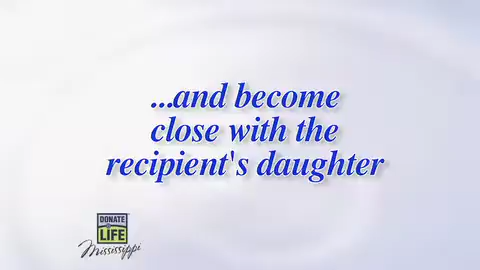 ...and become
close with the
recipient's daughter
DONATE
LIFE
Mississippi